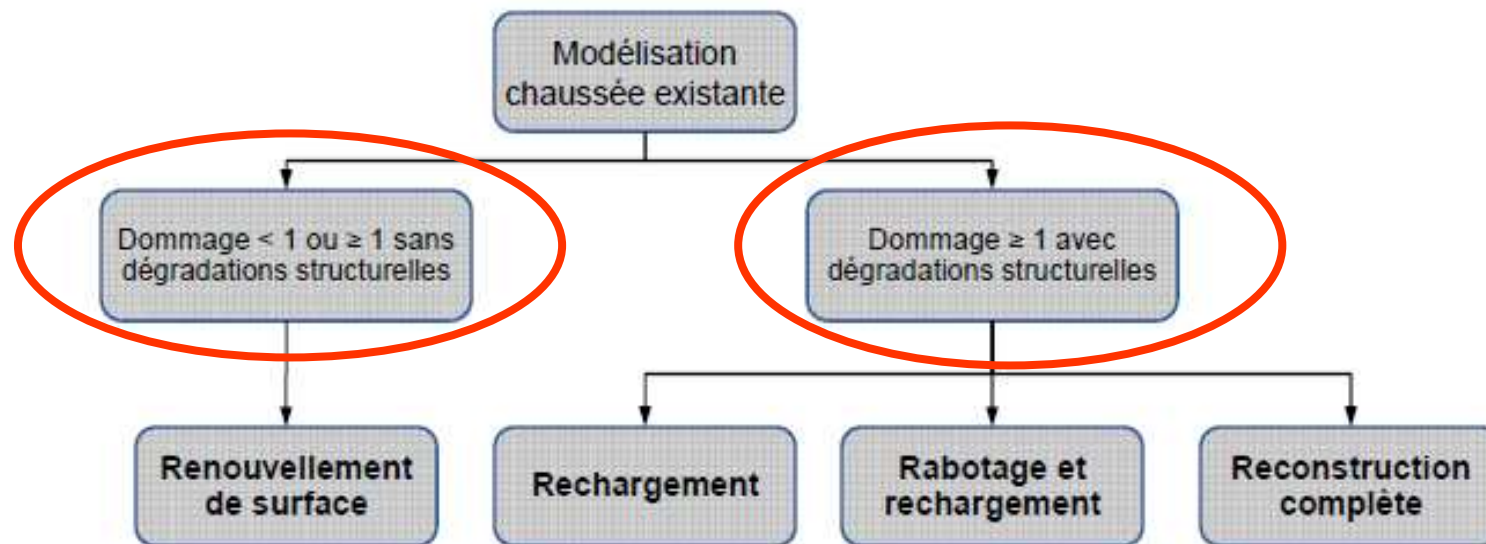 Modélisation
chaussée existante
Dommage < 1 ou ≥ 1 sans
dégradations structurelles
Dommage ≥ 1 avec
dégradations structurelles
Renouvellement
de surface
Rechargement
Rabotage et
rechargement
Reconstruction
complète